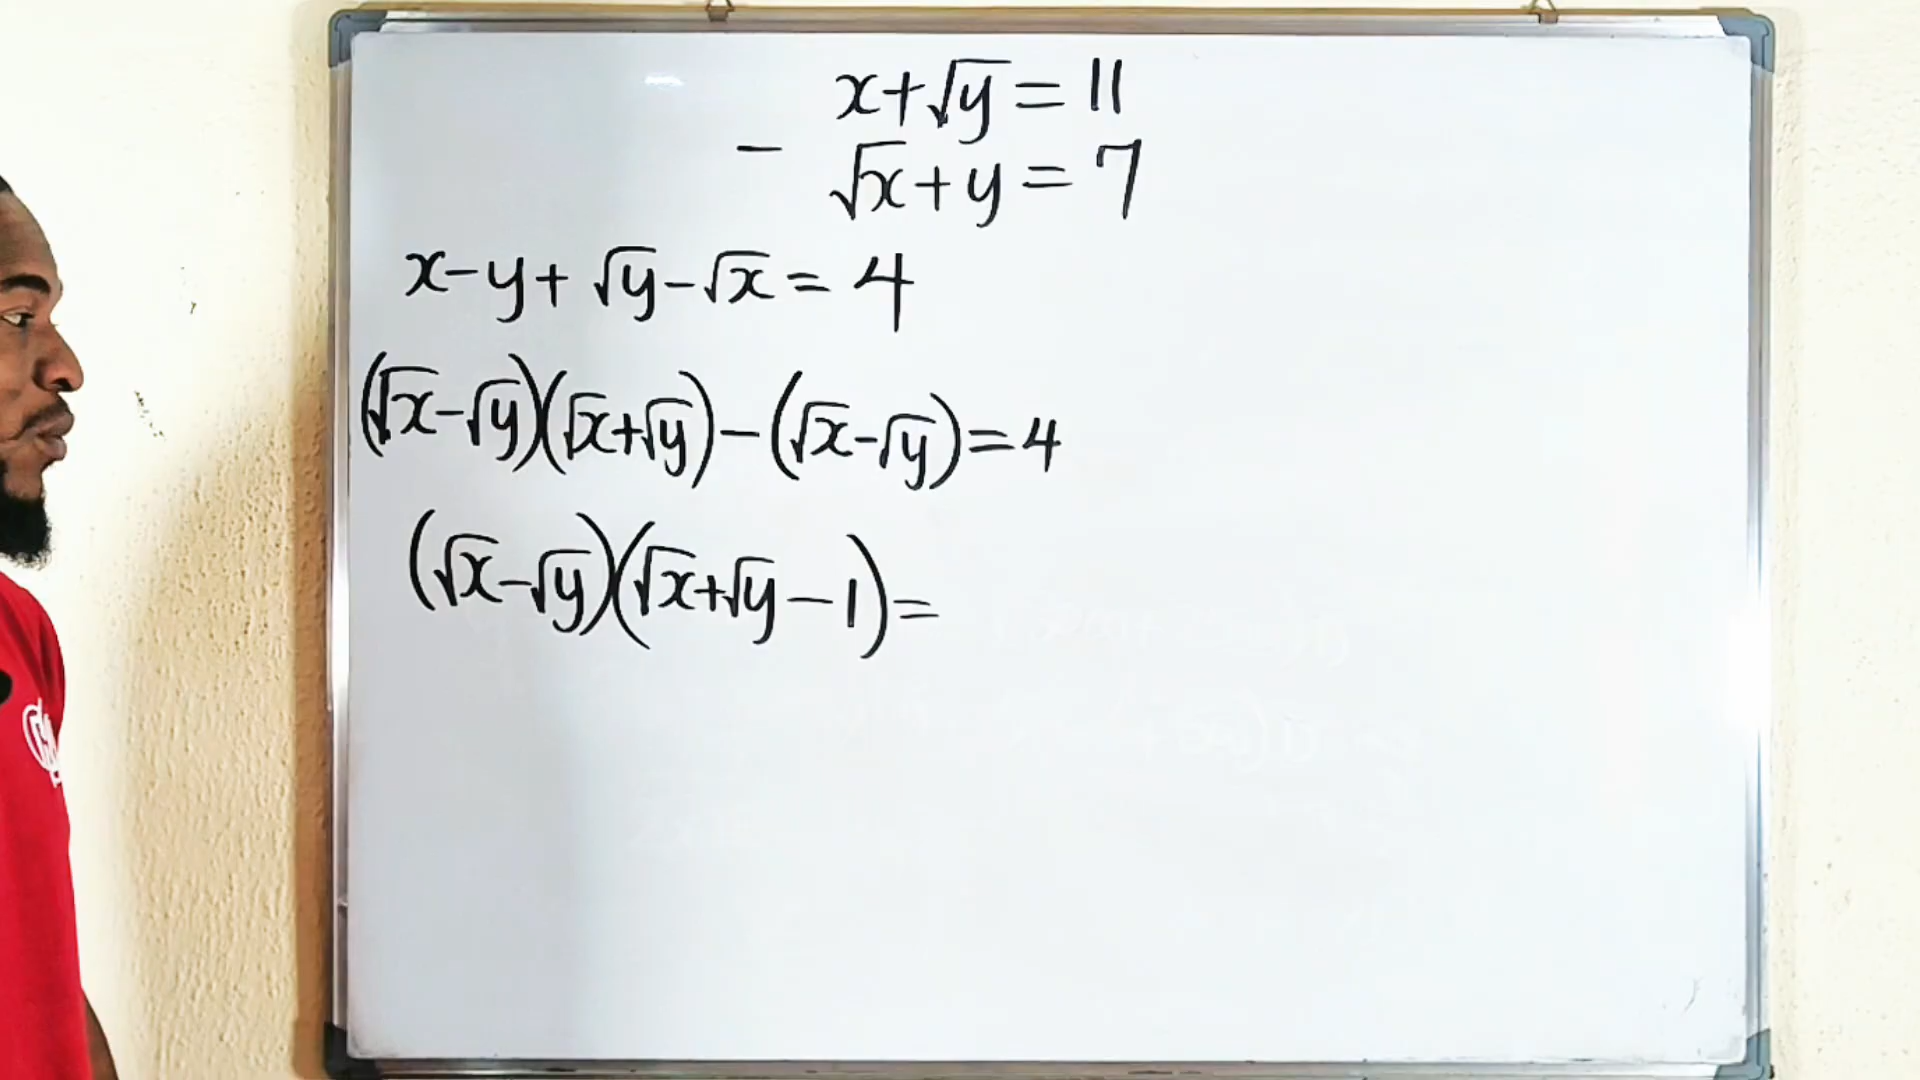 x+√y = 11
− √x+y = 7
x-y+ √y-√x = 4
(√x-√y)(√x+√y)-(√x-√y)=4
(√x-√y)(√x+√y-1)=